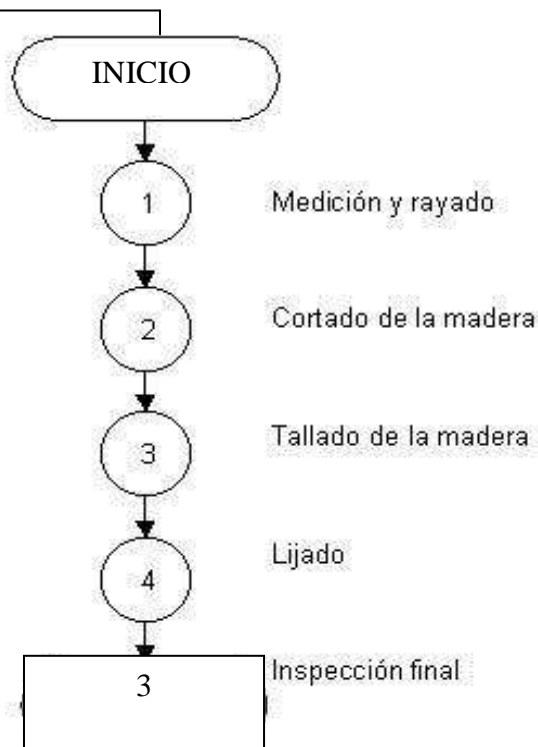 INICIO
1 Medición y rayado
2 Cortado de la madera
3 Tallado de la madera
4 Lijado
Inspección final
3